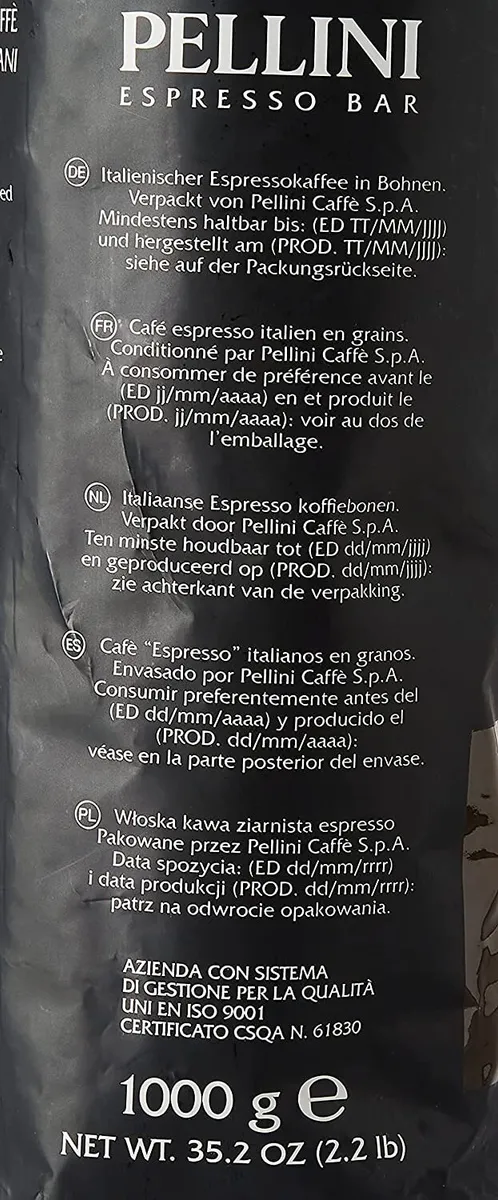 FFÈ
ANI
ed
PELLINI
ESPRESSO BAR
DE Italienischer Espressokaffee in Bohnen.
Verpackt von Pellini Caffè S.p.A.
Mindestens haltbar bis: (ED TT/MM/JJJJ)
und hergestellt am (PROD. TT/MM/JJJJ):
siehe auf der Packungsrückseite.
FR Café espresso italien en grains.
Conditionné par Pellini Caffè S.p.A.
À consommer de préférence avant le
(ED jj/mm/aaaa) en et produit le
(PROD. jj/mm/aaaa): voir au dos de
l'emballage.
NL Italiaanse Espresso koffiebonen.
Verpakt door Pellini Caffè S.p.A.
Ten minste houdbaar tot (ED dd/mm/jjjj)
en geproduceerd op (PROD. dd/mm/jjjj):
zie achterkant van de verpakking.
ES Cafè “Espresso” italianos en granos.
Envasado por Pellini Caffè S.p.A.
Consumir preferentemente antes del
(ED dd/mm/aaaa) y producido el
(PROD. dd/mm/aaaa):
véase en la parte posterior del envase.
PL Włoska kawa ziarnista espresso
Pakowane przez Pellini Caffè S.p.A.
Data spozycia: (ED dd/mm/rrrr)
i data produkcji (PROD. dd/mm/rrrr):
patrz na odwrocie opakowania.
AZIENDA CON SISTEMA
DI GESTIONE PER LA QUALITÀ
UNI EN ISO 9001
CERTIFICATO CSQA N. 61830
1000 g e
NET WT. 35.2 OZ (2.2 lb)